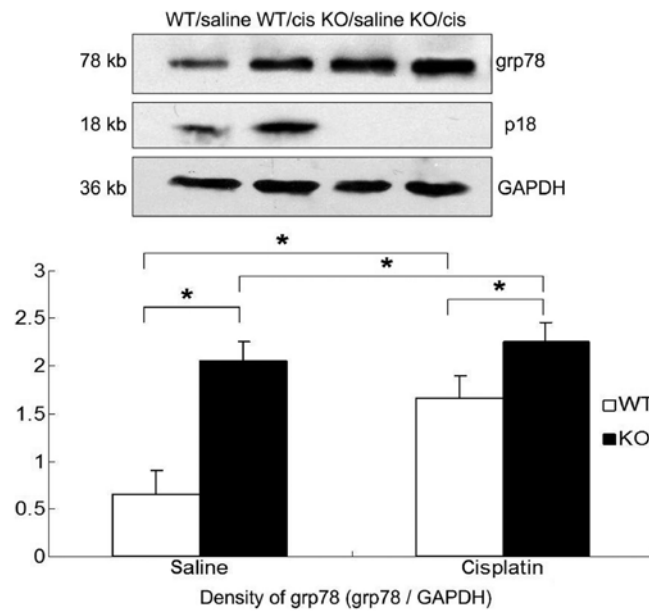 WT/saline WT/cis KO/saline KO/cis
78 kb grp78
18 kb p18
36 kb GAPDH
*
*
* *
3
2.5
2
1.5
1
0.5
0
WT
KO
Saline Cisplatin
Density of grp78 (grp78 / GAPDH)